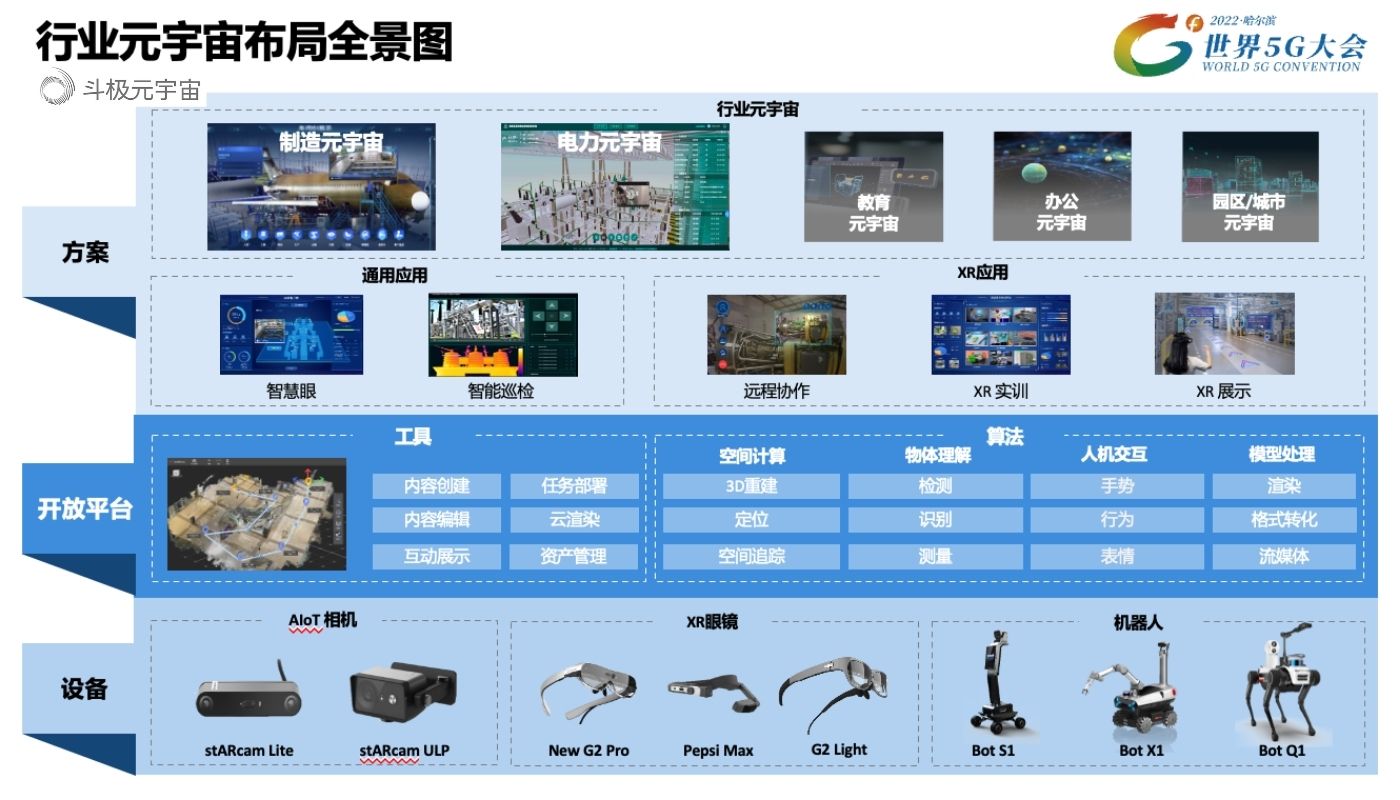 行业元宇宙布局全景图
斗极元宇宙
2022·哈尔滨
世界5G大会
WORLD 5G CONVENTION
行业元宇宙
制造元宇宙
电力元宇宙
教育
元宇宙
办公
元宇宙
园区/城市
元宇宙
方案
通用应用
XR应用
智慧眼
智能巡检
远程协作
XR 实训
XR 展示
开放平台
工具
内容创建
任务部署
内容编辑
云渲染
互动展示
资产管理
算法
空间计算
物体理解
人机交互
模型处理
3D重建
检测
手势
渲染
定位
识别
行为
格式转化
空间追踪
测量
表情
流媒体
设备
AIoT 相机
XR眼镜
机器人
stARcam Lite
stARcam ULP
New G2 Pro
Pepsi Max
G2 Light
Bot S1
Bot X1
Bot Q1